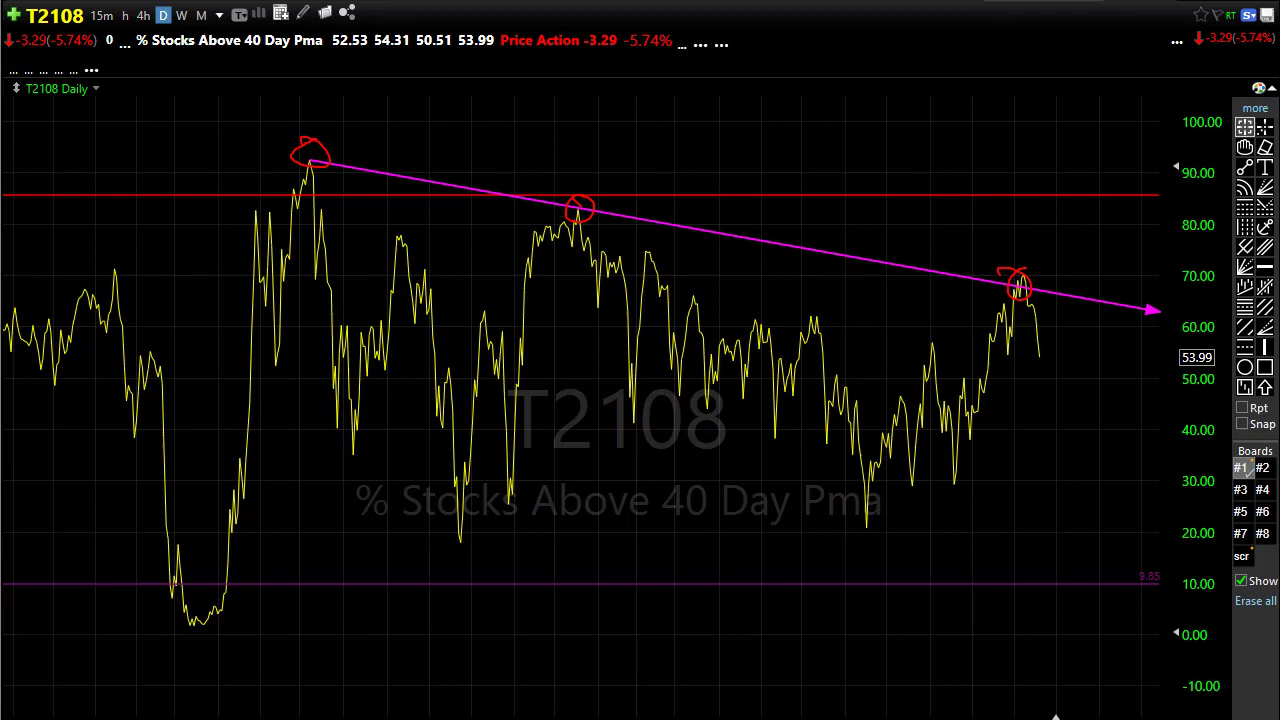 T2108 15m h 4h D W M T RT S
-3.29(-5.74%) 0 ... % Stocks Above 40 Day Pma 52.53 54.31 50.51 53.99 Price Action -3.29 -5.74% ... ... ... ... -3.29(-5.74%)
... ... ... ... ... ...
T2108 Daily
more
100.00
90.00
80.00
70.00
60.00
53.99
50.00
40.00
30.00
20.00
10.00
0.00
-10.00
9.85
T2108
% Stocks Above 40 Day Pma
T
Rpt
Snap
Boards
#1 #2
#3 #4
#5 #6
#7 #8
scr
Show
Erase all